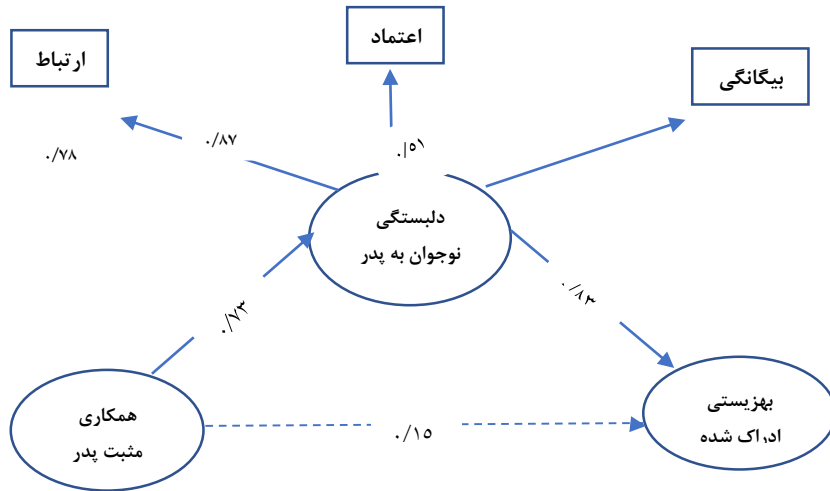 اعتماد
ارتباط
بیگانگی
۰/۸۷
۰/۵۱
۰/۷۸
دلبستگی
نوجوان به پدر
۰/۷۳
۰/۸۳
همکاری
مثبت پدر
۰/۱۵
بهزیستی
ادراک شده